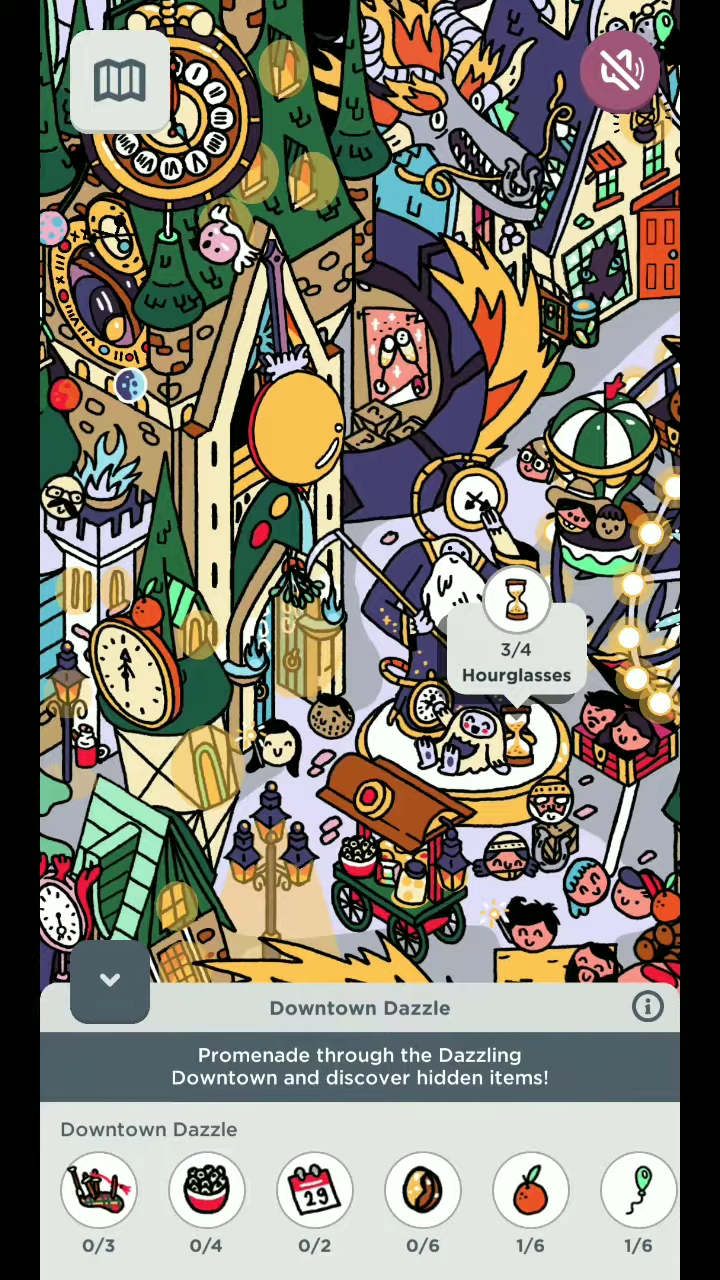 3/4
Hourglasses
Downtown Dazzle
Promenade through the Dazzling
Downtown and discover hidden items!
Downtown Dazzle
29
0/3
0/4
0/2
0/6
1/6
1/6